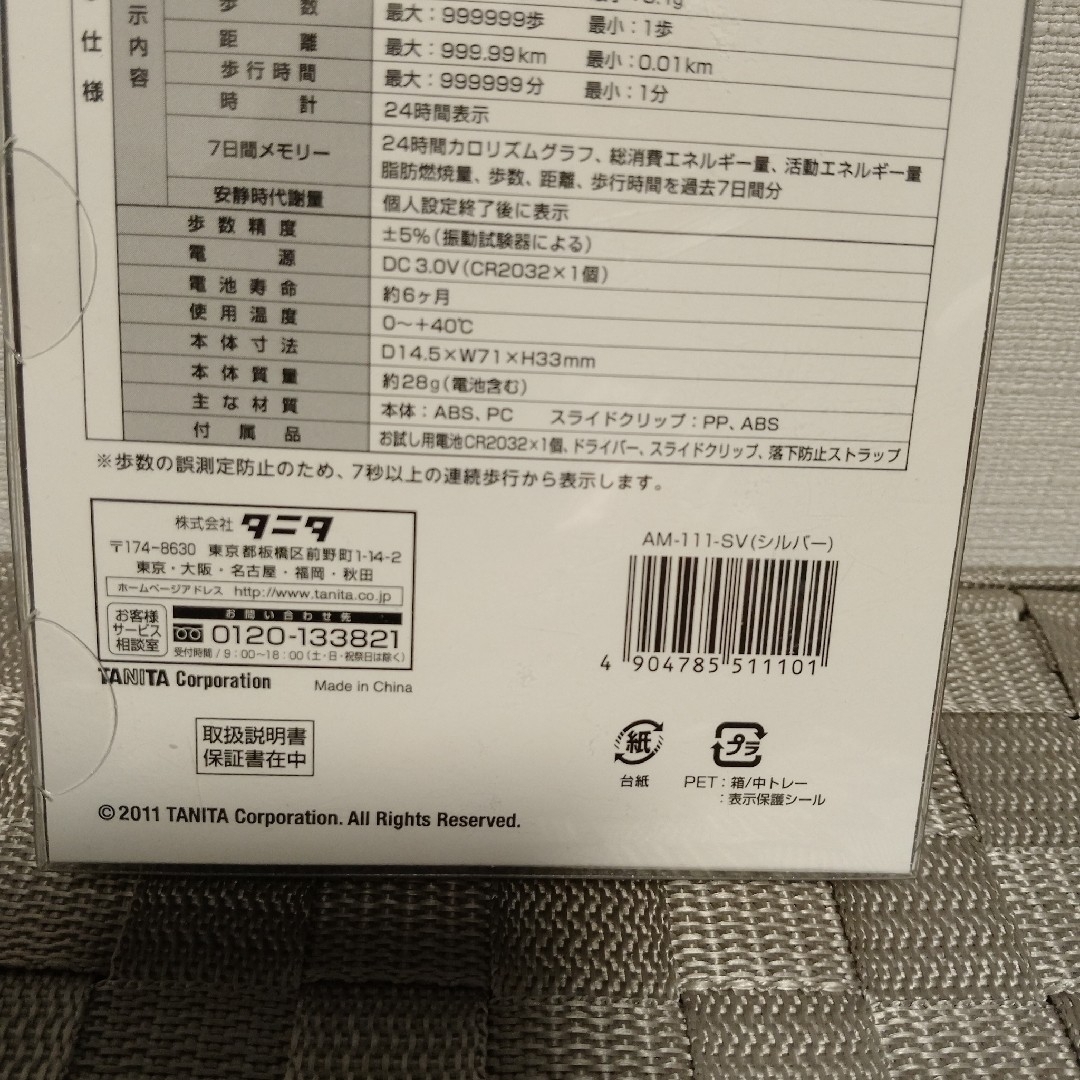 仕様
示内容
歩数 最大：999999歩 最小：1歩
距離 最大：999.99km 最小：0.01km
歩行時間 最大：999999分 最小：1分
時計 24時間表示
7日間メモリー 24時間カロリズムグラフ、総消費エネルギー量、活動エネルギー量
脂肪燃焼量、歩数、距離、歩行時間を過去7日間分
安静時代謝量 個人設定終了後に表示
歩数精度 ±5%（振動試験器による）
電源 DC 3.0V（CR2032×1個）
電池寿命 約6ヶ月
使用温度 0〜+40℃
本体寸法 D14.5×W71×H33mm
本体質量 約28g（電池含む）
主な材質 本体：ABS、PC スライドクリップ：PP、ABS
付属品 お試し用電池CR2032×1個、ドライバー、スライドクリップ、落下防止ストラップ
※歩数の誤測定防止のため、7秒以上の連続歩行から表示します。
株式会社 タニタ
〒174-8630 東京都板橋区前野町1-14-2
東京・大阪・名古屋・福岡・秋田
ホームページアドレス http://www.tanita.co.jp
お客様サービス相談室
お問い合わせ先
0120-133821
受付時間／9：00〜18：00（土・日・祝祭日は除く）
TANITA Corporation Made in China
AM-111-SV(シルバー)
4 904785 511101
取扱説明書
保証書在中
紙
台紙
プラ
PET：箱/中トレー
：表示保護シール
©2011 TANITA Corporation. All Rights Reserved.